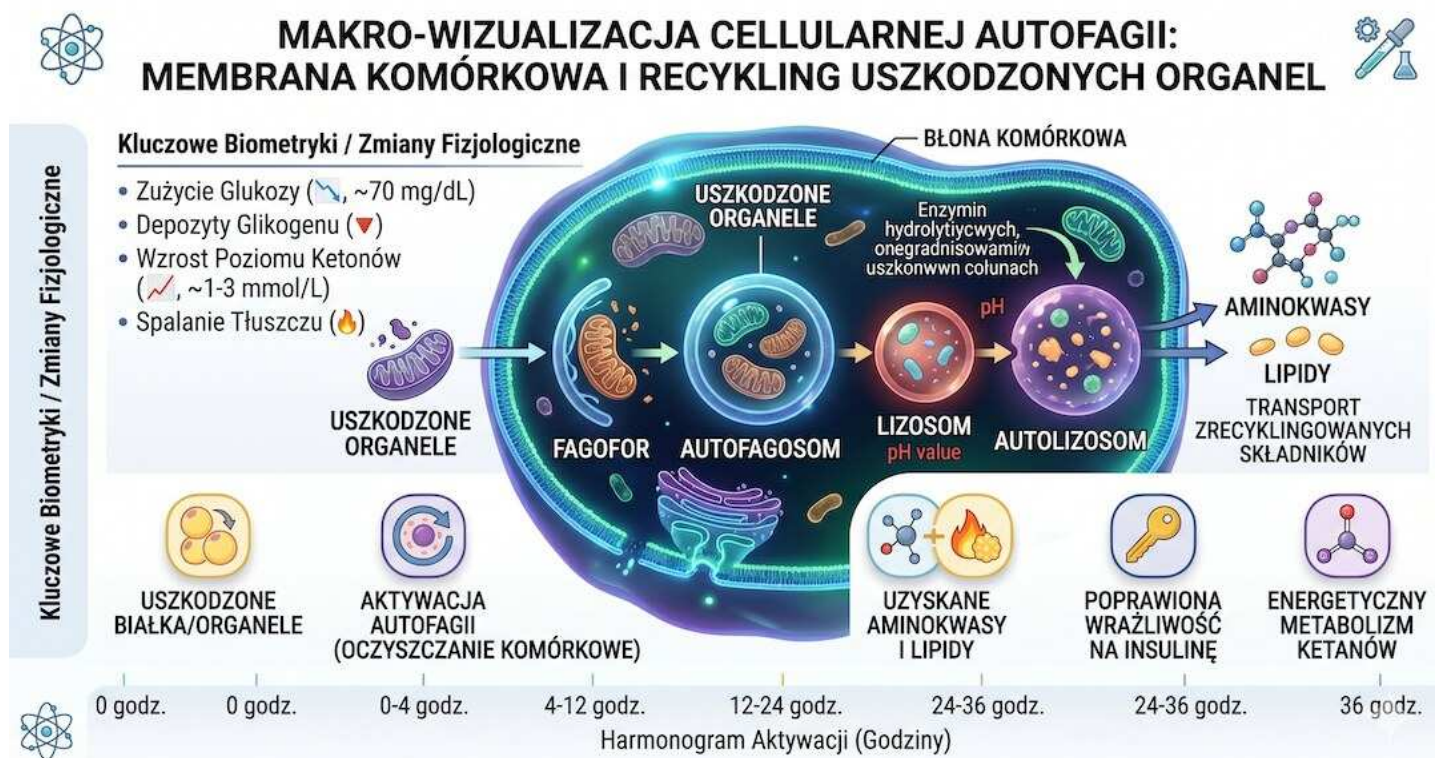 MAKRO-WIZUALIZACJA CELLULARNEJ AUTOFAGII:
MEMBRANA KOMÓRKOWA I RECYKLING USZKODZONYCH ORGANEL
Kluczowe Biometryki / Zmiany Fizjologiczne
Kluczowe Biometryki / Zmiany Fizjologiczne
• Zużycie Glukozy (📉, ~70 mg/dL)
• Depozyty Glikogenu (🔻)
• Wzrost Poziomu Ketonów
(📈, ~1-3 mmol/L)
• Spalanie Tłuszczu (🔥)
USZKODZONE
ORGANELE
BŁONA KOMÓRKOWA
USZKODZONE
ORGANELE
Enzymin
hydrolityicwych,
onegradnisowamiv
uszkonwwn cołunach
pH
FAGOFOR
AUTOFAGOSOM
LIZOSOM
pH value
AUTOLIZOSOM
AMINOKWASY
LIPIDY
TRANSPORT
ZRECYKLINGOWANYCH
SKŁADNIKÓW
USZKODZONE
BIAŁKA/ORGANELE
AKTYWACJA
AUTOFAGII
(OCZYSZCZANIE KOMÓRKOWE)
UZYSKANE
AMINOKWASY
I LIPIDY
POPRAWIONA
WRAŻLIWOŚĆ
NA INSULINĘ
ENERGETYCZNY
METABOLIZM
KETANÓW
0 godz. 0 godz. 0-4 godz. 4-12 godz. 12-24 godz. 24-36 godz. 24-36 godz. 36 godz.
Harmonogram Aktywacji (Godziny)